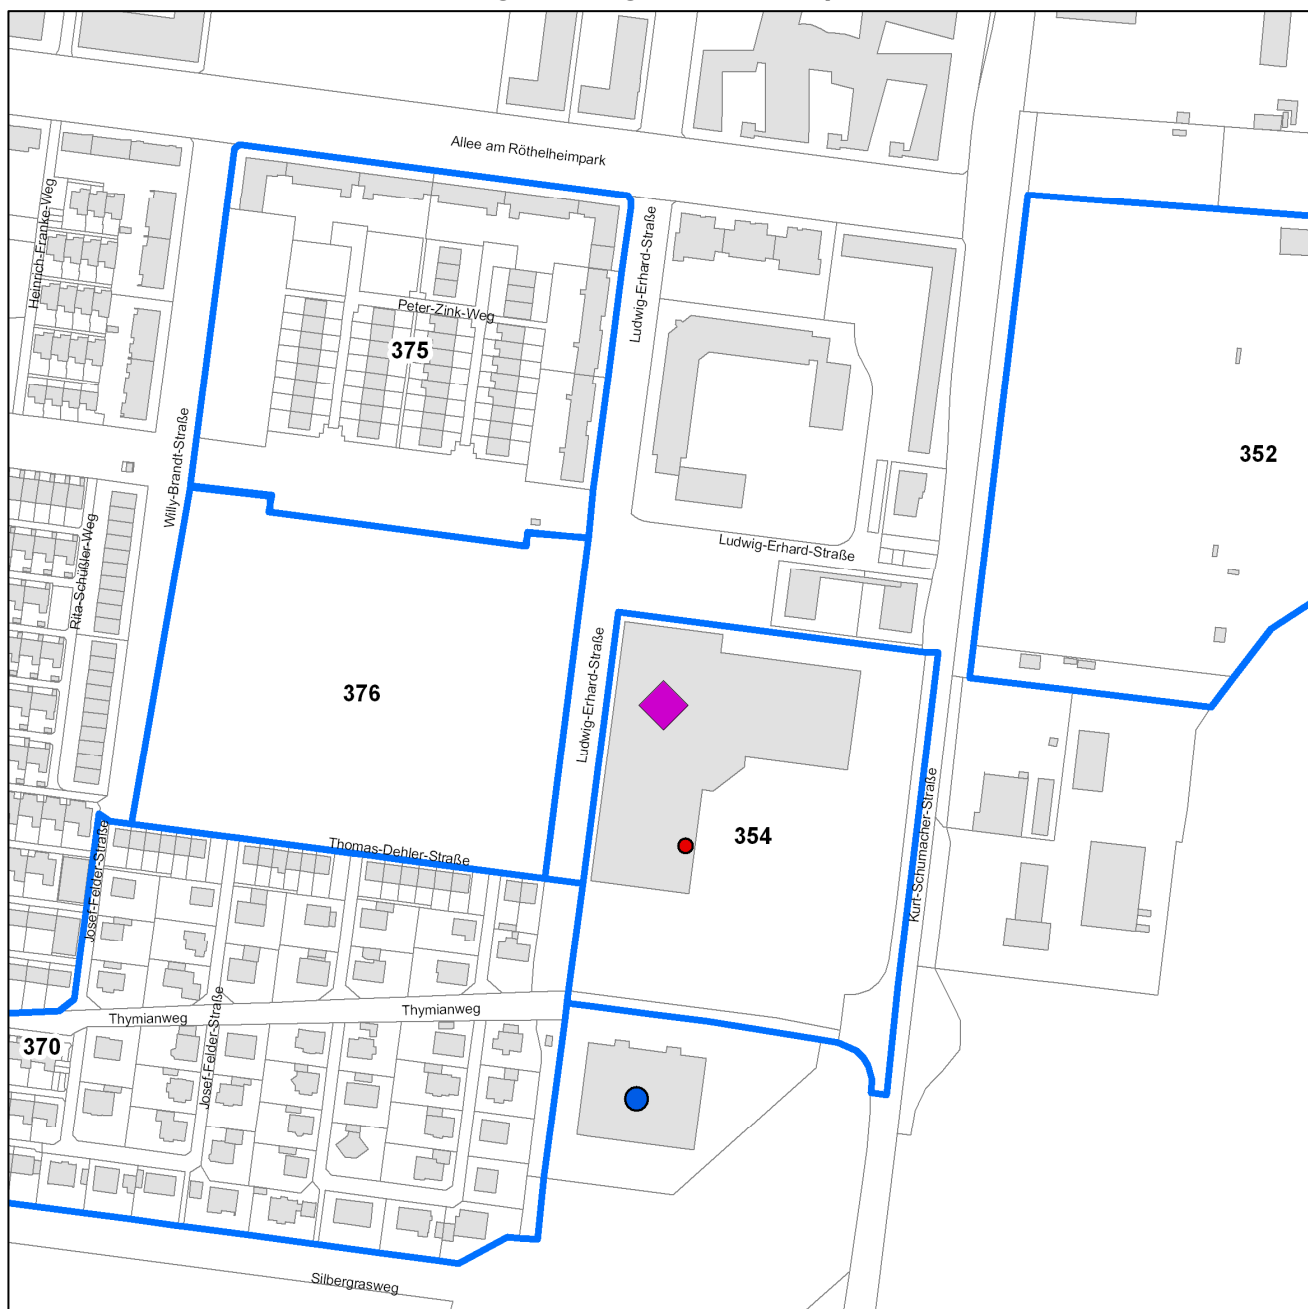 Allee am Röthelheimpark
Heinrich-Franke-Weg
Ludwig-Erhard-Straße
Peter-Zink-Weg
375
352
Willy-Brandt-Straße
Ludwig-Erhard-Straße
Rita-Schüßler-Weg
Ludwig-Erhard-Straße
376
354
Kurt-Schumacher-Straße
Thomas-Dehler-Straße
Josef-Felder-Straße
Thymianweg
Thymianweg
370
Josef-Felder-Straße
Silbergrasweg